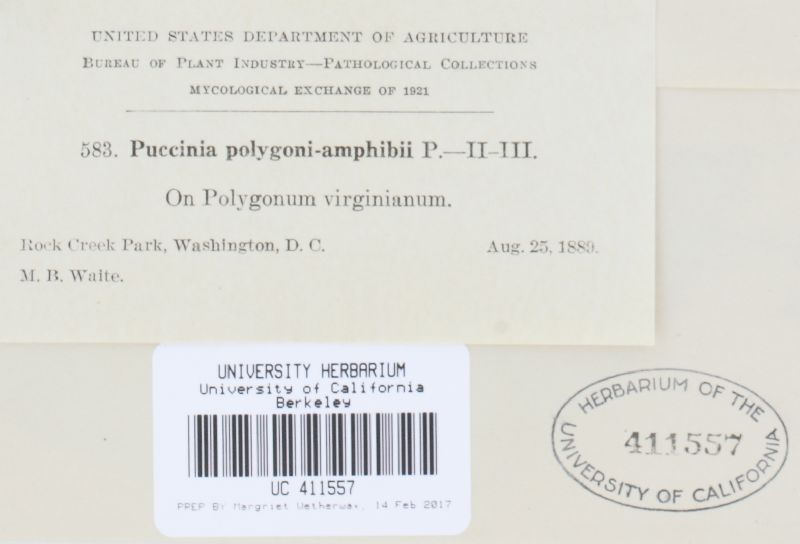 UNITED STATES DEPARTMENT OF AGRICULTURE
BUREAU OF PLANT INDUSTRY—PATHOLOGICAL COLLECTIONS
MYCOLOGICAL EXCHANGE OF 1921
583. Puccinia polygoni-amphibii P.—II-III.
On Polygonum virginianum.
Rock Creek Park, Washington, D. C. Aug. 25, 1889.
M. B. Waite.
UNIVERSITY HERBARIUM
University of California
Berkeley
UC 411557
PREP BY Margriet Wetherwax, 14 Feb 2017
HERBARIUM OF THE
411557
UNIVERSITY OF CALIFORNIA